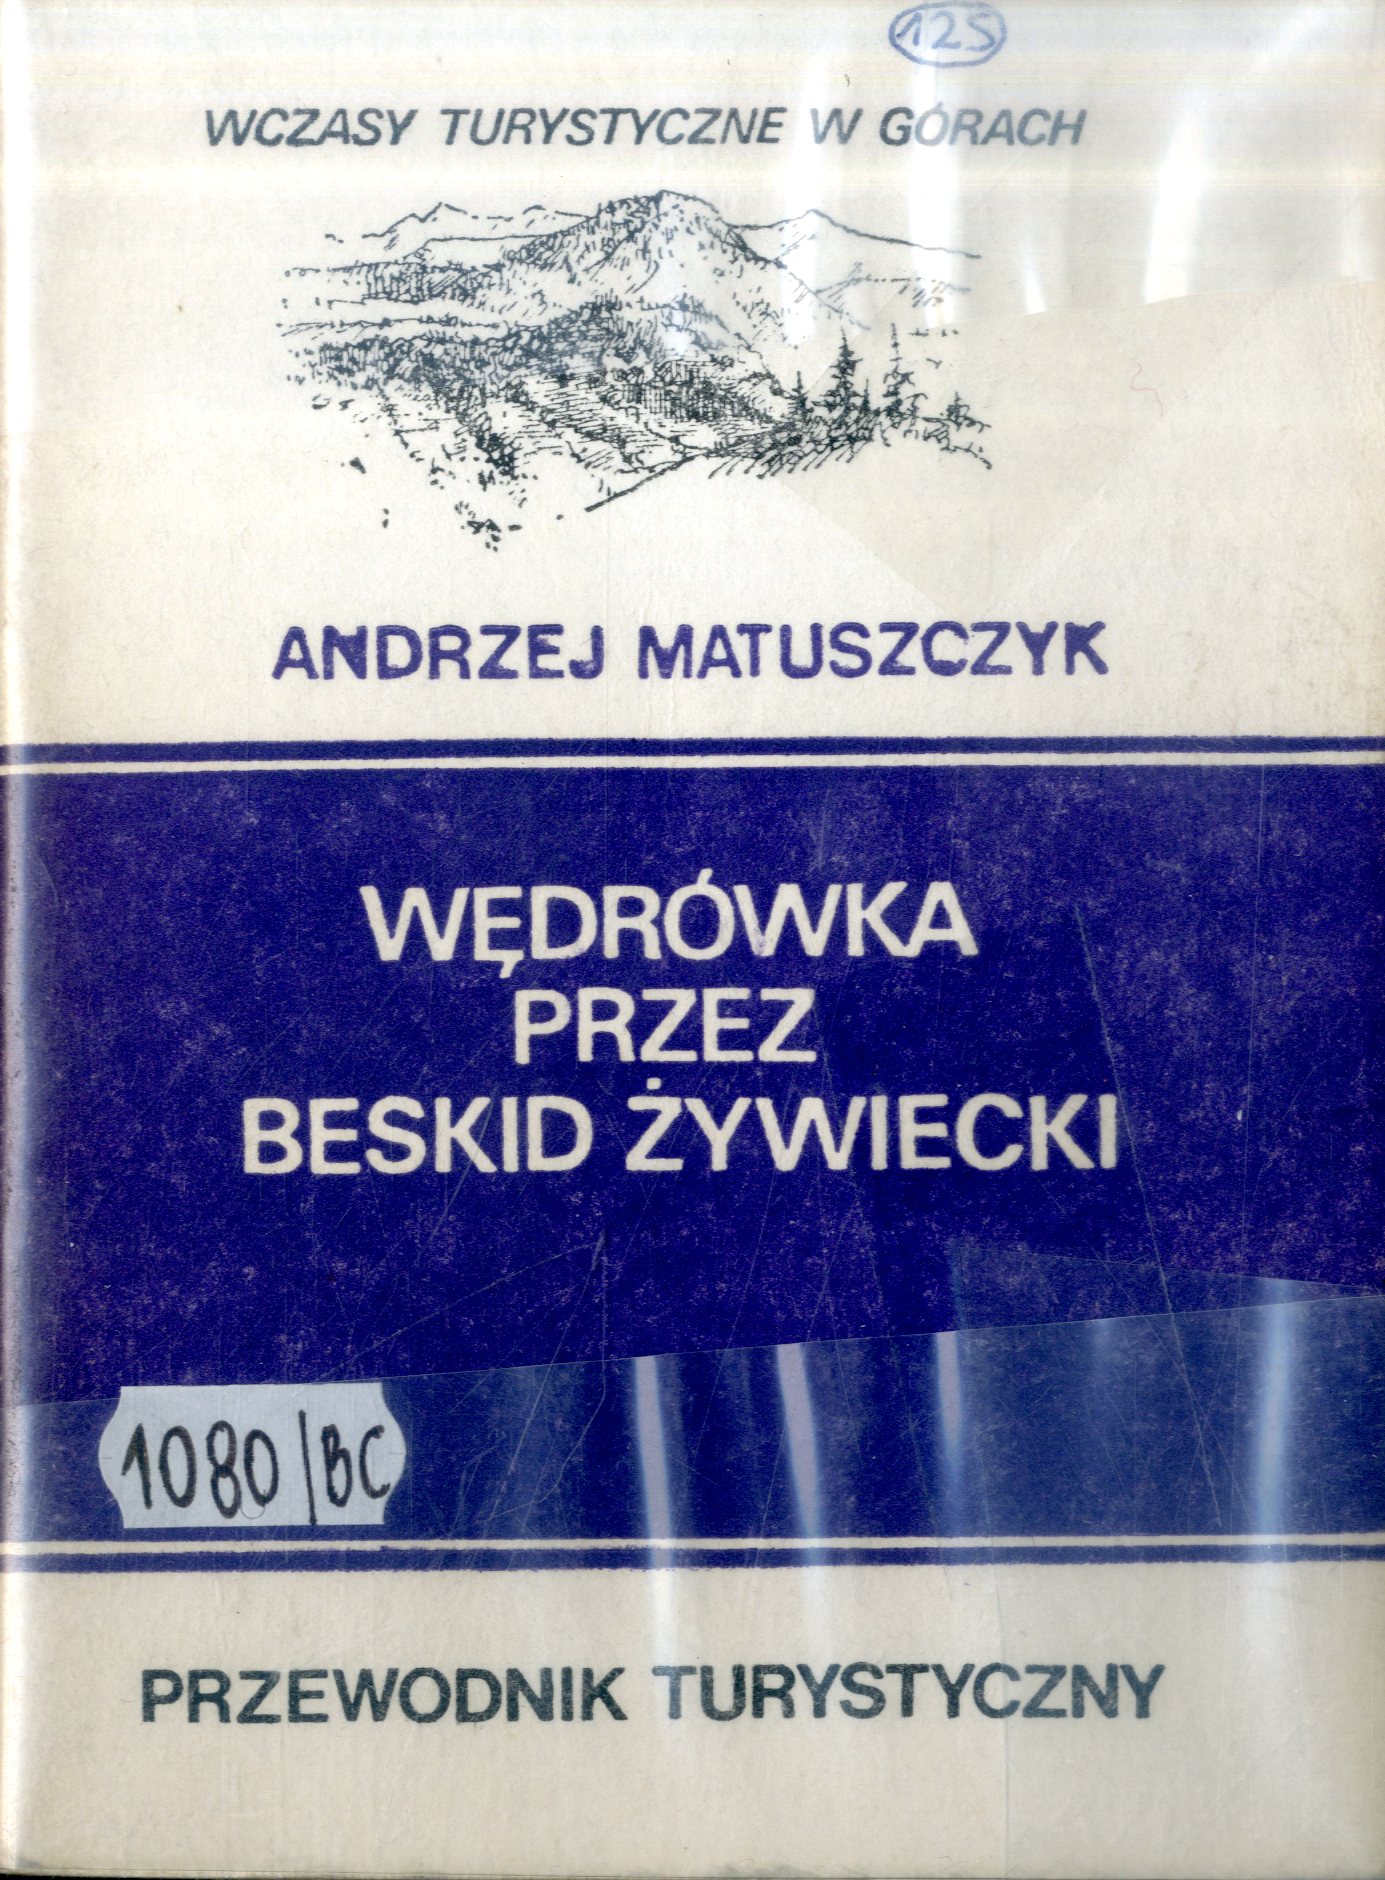 125
WCZASY TURYSTYCZNE W GÓRACH
ANDRZEJ MATUSZCZYK
WĘDRÓWKA
PRZEZ
BESKID ŻYWIECKI
1080/BC
PRZEWODNIK TURYSTYCZNY